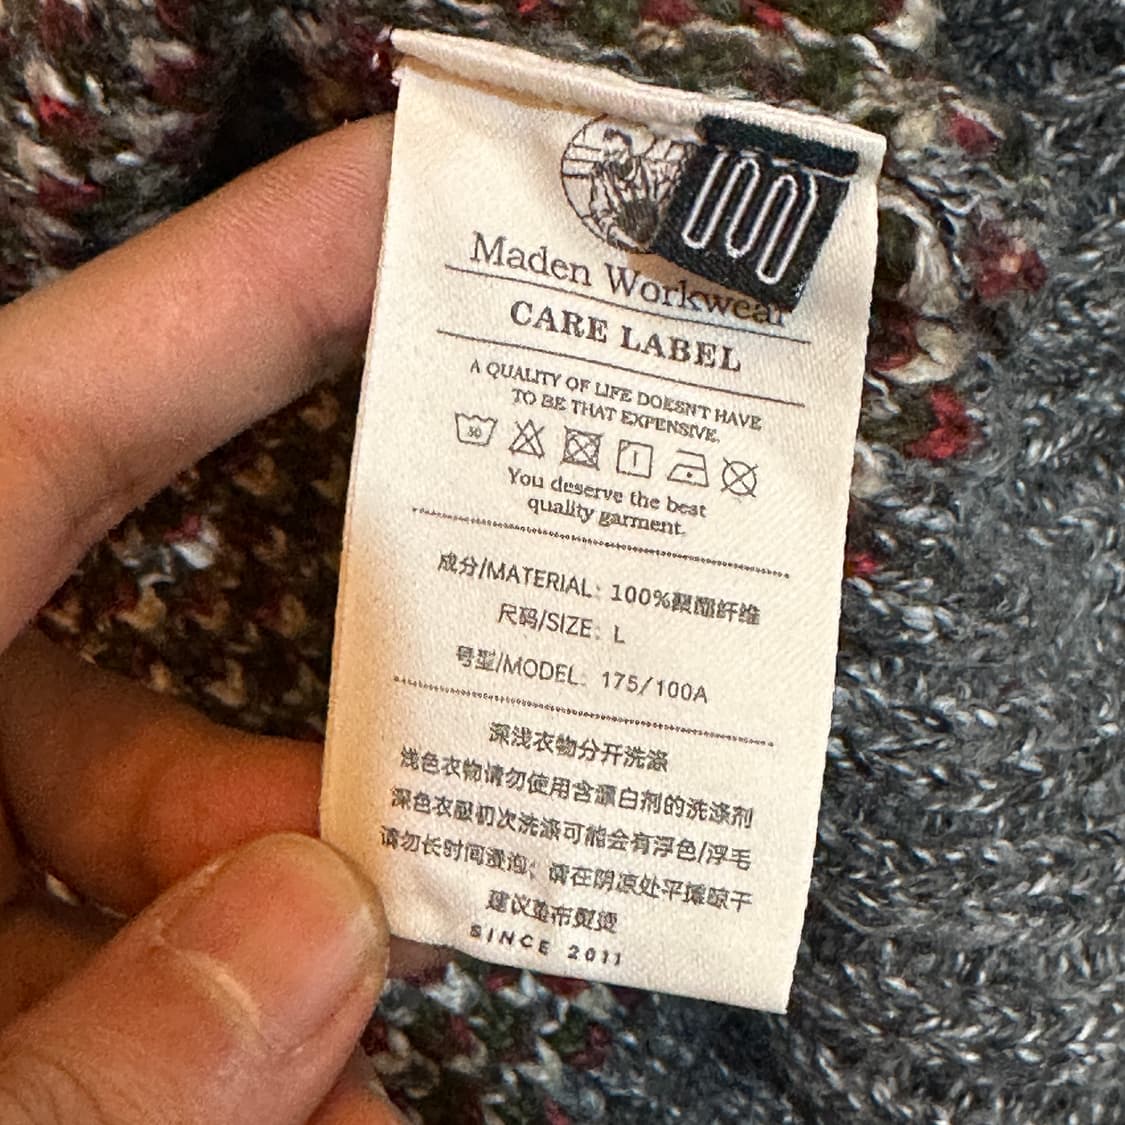 Maden Workwear
CARE LABEL
A QUALITY OF LIFE DOESN'T HAVE
TO BE THAT EXPENSIVE.
30
You deserve the best
quality garment.
成分/MATERIAL: 100%聚酯纤维
尺码/SIZE: L
号型/MODEL: 175/100A
深浅衣物分开洗涤
浅色衣物请勿使用含漂白剂的洗涤剂
深色衣服初次洗涤可能会有浮色/浮毛
请勿长时间浸泡; 请在阴凉处平摊晾干
建议垫布熨烫
SINCE 2011